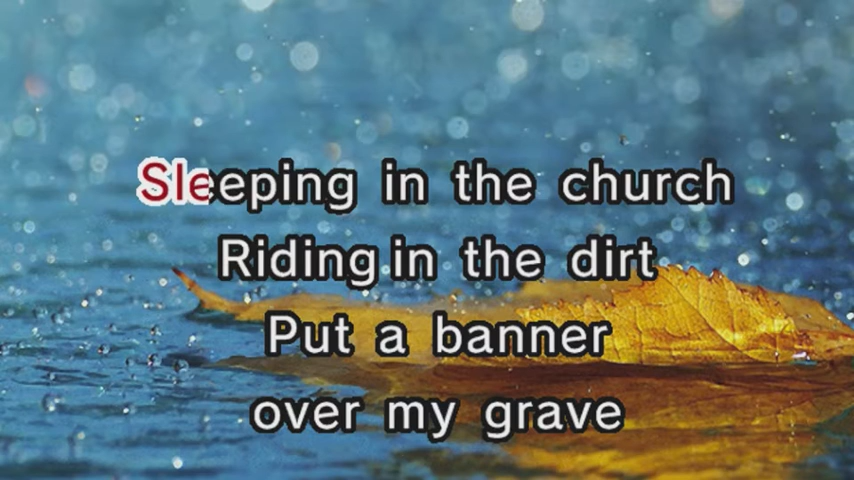 Sleeping in the church
Riding in the dirt
Put a banner
over my grave